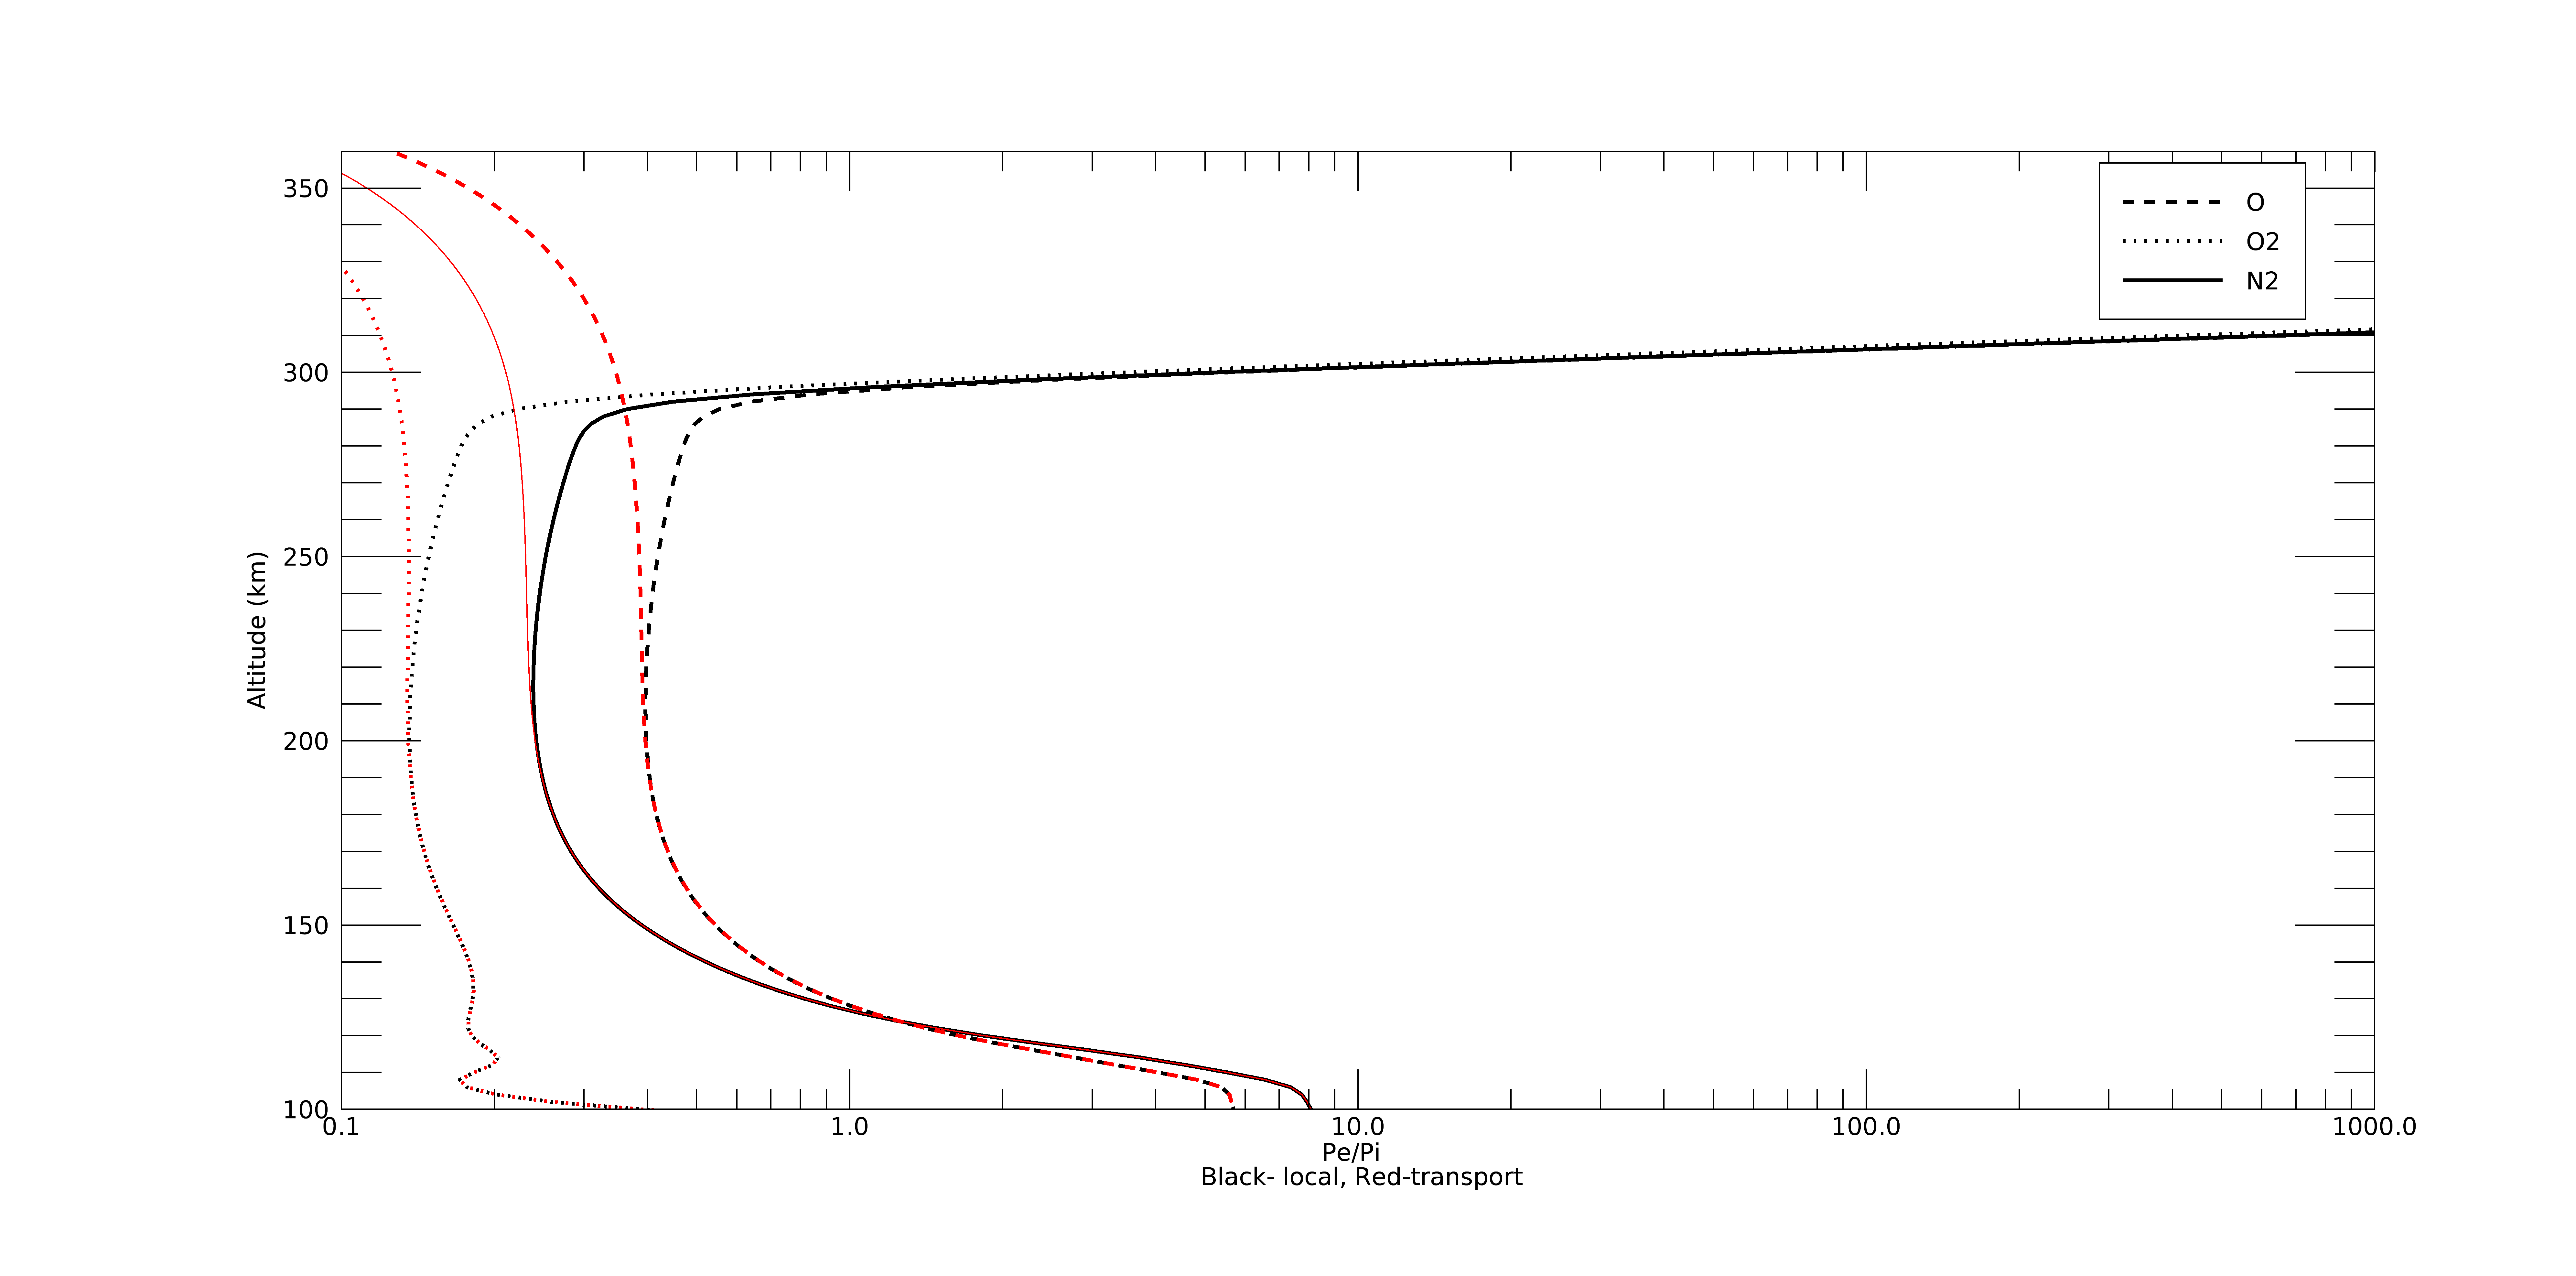 350
300
250
200
150
100
Altitude (km)
O
O2
N2
0.1
1.0
10.0
100.0
1000.0
Pe/Pi
Black- local, Red-transport